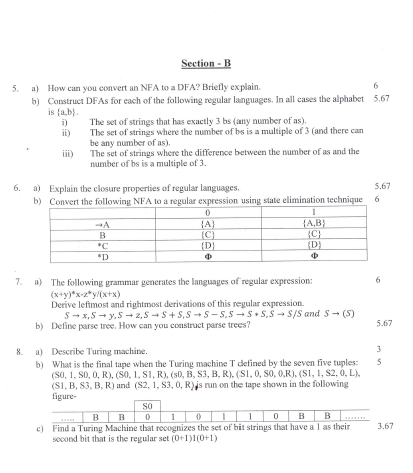 Section - B
5. a) How can you convert an NFA to a DFA? Briefly explain. 6
b) Construct DFAs for each of the following regular languages. In all cases the alphabet 5.67
is {a,b}.
i) The set of strings that has exactly 3 bs (any number of as).
ii) The set of strings where the number of bs is a multiple of 3 (and there can
be any number of as).
iii) The set of strings where the difference between the number of as and the
number of bs is a multiple of 3.
6. a) Explain the closure properties of regular languages. 5.67
b) Convert the following NFA to a regular expression using state elimination technique 6
0 1
→A {A} {A,B}
B {C} {C}
*C {D} {D}
*D Φ Φ
7. a) The following grammar generates the languages of regular expression: 6
(x+y)*x-z*y/(x+x)
Derive leftmost and rightmost derivations of this regular expression.
S → x, S → y, S → z, S → S + S, S → S − S, S → S * S, S → S/S and S → (S)
b) Define parse tree. How can you construct parse trees? 5.67
8. a) Describe Turing machine. 3
b) What is the final tape when the Turing machine T defined by the seven five tuples: 5
(S0, 1, S0, 0, R), (S0, 1, S1, R), (s0, B, S3, B, R), (S1, 0, S0, 0,R), (S1, 1, S2, 0, L),
(S1, B, S3, B, R) and (S2, 1, S3, 0, R) is run on the tape shown in the following
figure-
S0
..... B B 0 1 0 1 1 0 B B .......
c) Find a Turing Machine that recognizes the set of bit strings that have a 1 as their 3.67
second bit that is the regular set (0+1)1(0+1)